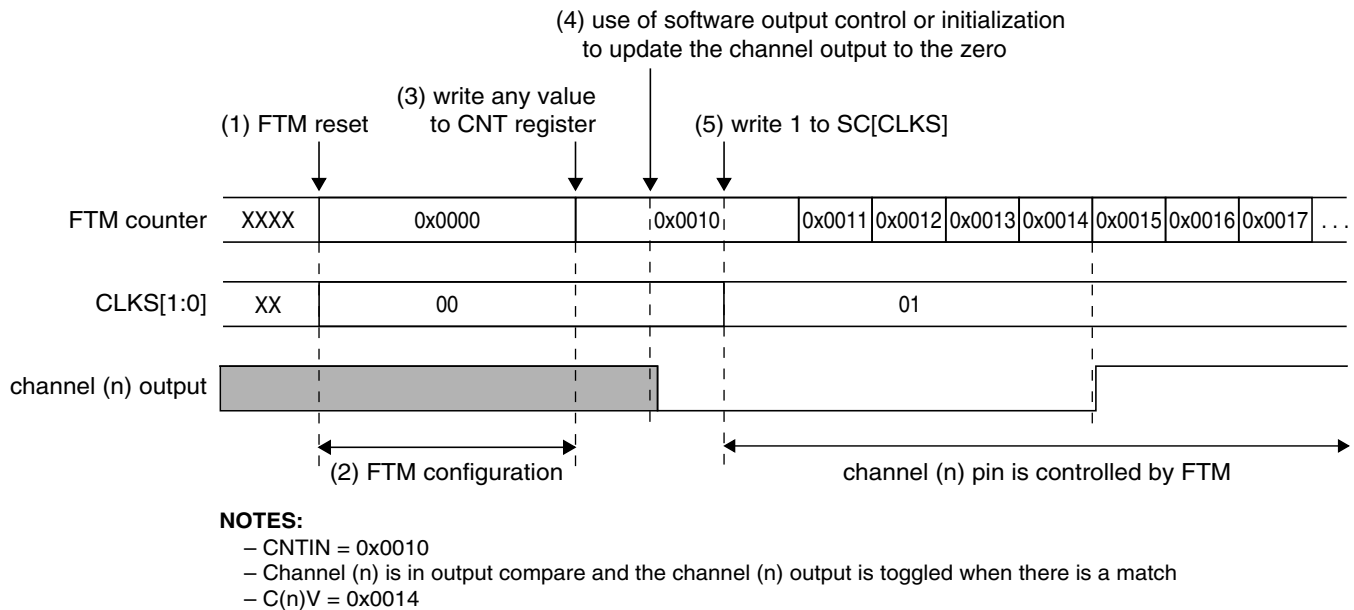 (4) use of software output control or initialization
to update the channel output to the zero
(3) write any value
to CNT register
(1) FTM reset
(5) write 1 to SC[CLKS]
FTM counter XXXX 0x0000 0x0010 0x0011 0x0012 0x0013 0x0014 0x0015 0x0016 0x0017 ...
CLKS[1:0] XX 00 01
channel (n) output
(2) FTM configuration
channel (n) pin is controlled by FTM
NOTES:
– CNTIN = 0x0010
– Channel (n) is in output compare and the channel (n) output is toggled when there is a match
– C(n)V = 0x0014